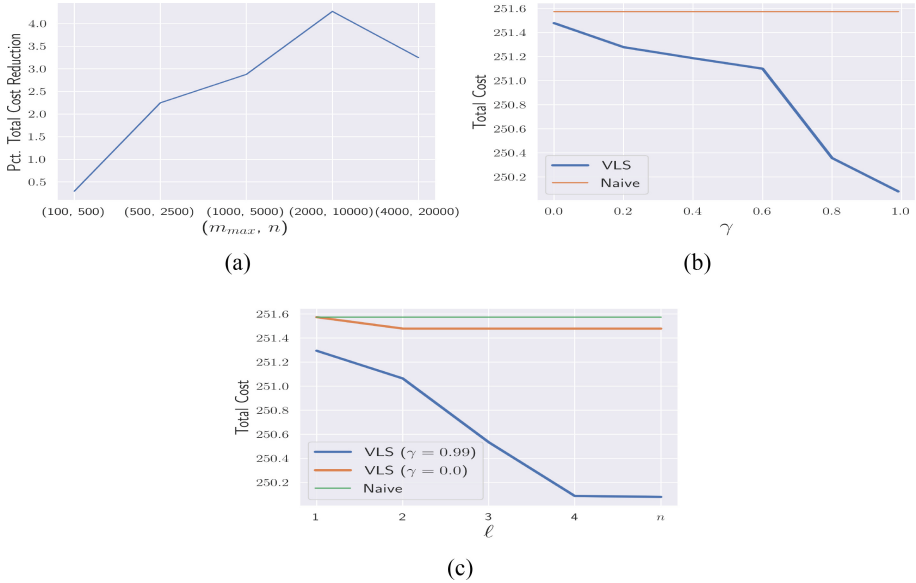 4.0
3.5
3.0
2.5
2.0
1.5
1.0
0.5
Pct. Total Cost Reduction
(100, 500) (500, 2500) (1000, 5000) (2000, 10000) (4000, 20000)
(m_max, n)
(a)
251.6
251.4
251.2
251.0
250.8
250.6
250.4
250.2
Total Cost
VLS
Naive
0.0 0.2 0.4 0.6 0.8 1.0
γ
(b)
251.6
251.4
251.2
251.0
250.8
250.6
250.4
250.2
Total Cost
VLS (γ = 0.99)
VLS (γ = 0.0)
Naive
1 2 3 4 n
ℓ
(c)